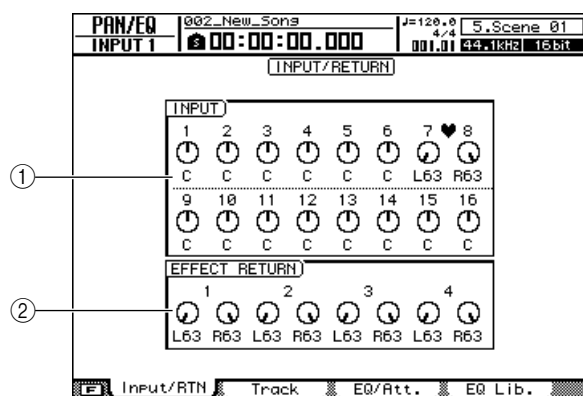 PAN/EQ 002_New_Song ♩=120.0 4/4 5.Scene 01
INPUT 1 S 00:00:00.000 001.01 44.1kHz 16bit
INPUT/RETURN
INPUT
1 2 3 4 5 6 7 ♥ 8
① C C C C C C L63 R63
9 10 11 12 13 14 15 16
C C C C C C C C
EFFECT RETURN
1 2 3 4
②
L63 R63 L63 R63 L63 R63 L63 R63
F Input/RTN Track EQ/Att. EQ Lib.